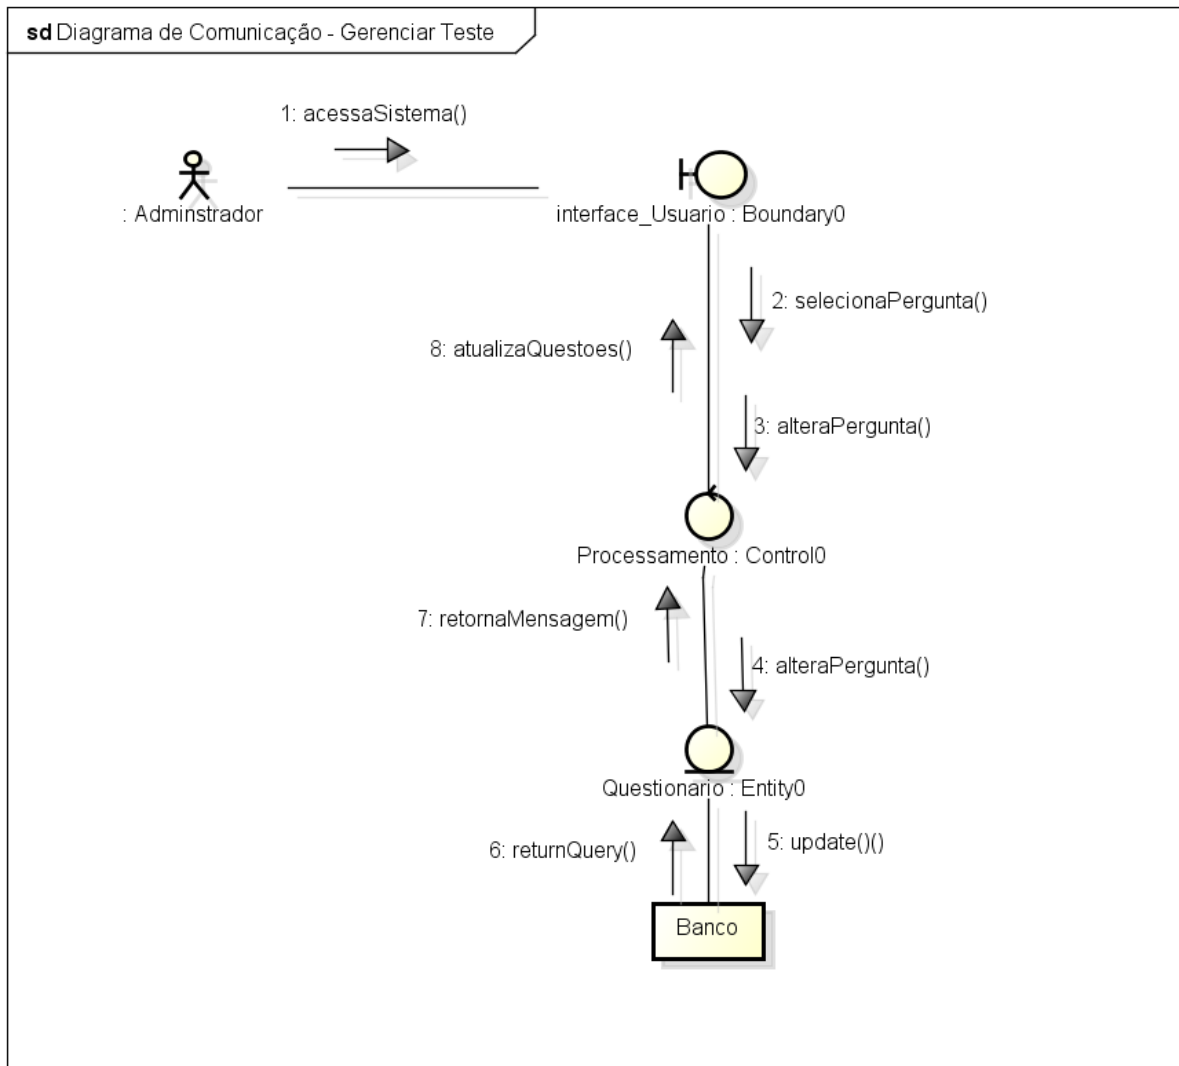 sd Diagrama de Comunicação - Gerenciar Teste
1: acessaSistema()
: Adminstrador
interface_Usuario : Boundary0
2: selecionaPergunta()
8: atualizaQuestoes()
3: alteraPergunta()
Processamento : Control0
7: retornaMensagem()
4: alteraPergunta()
Questionario : Entity0
6: returnQuery()
5: update()()
Banco